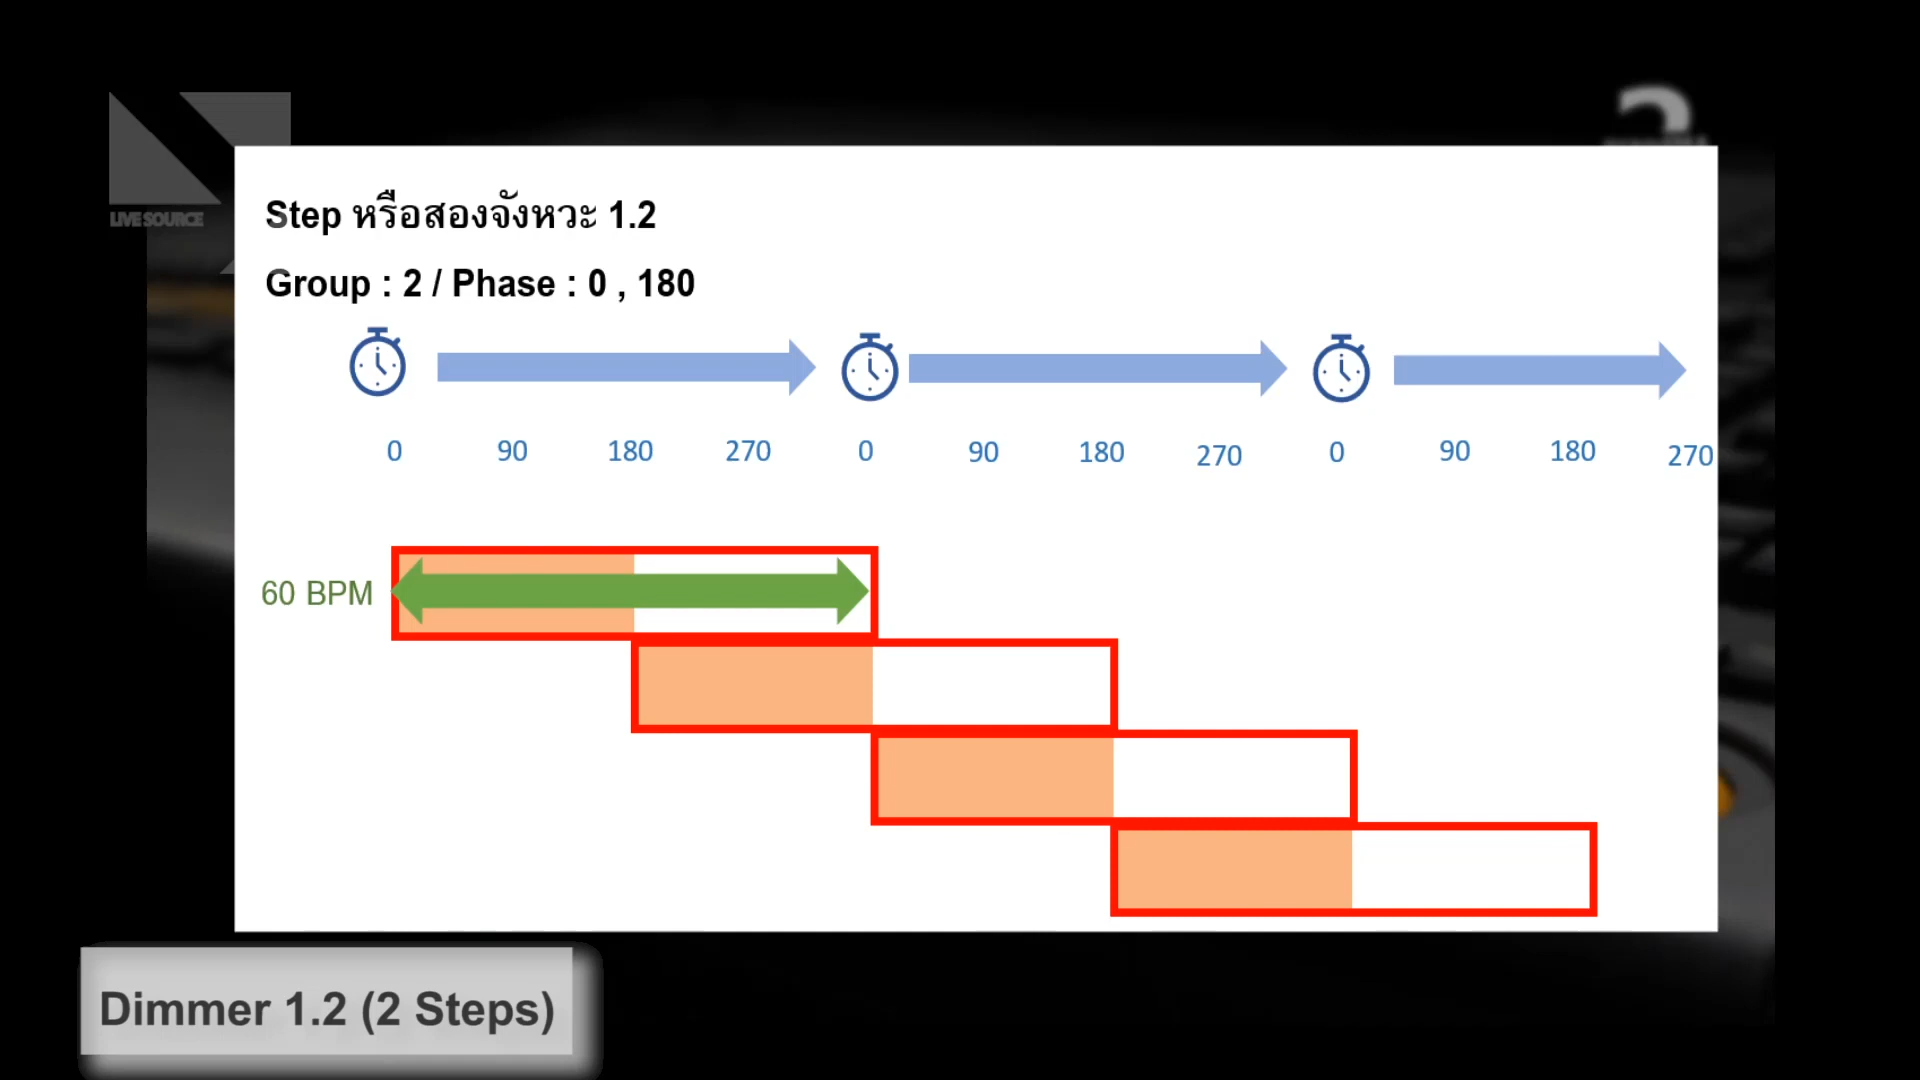 LIVE SOURCE
Step หรือสองจังหวะ 1.2
Group : 2 / Phase : 0 , 180
0 90 180 270 0 90 180 270 0 90 180 270
60 BPM
Dimmer 1.2 (2 Steps)